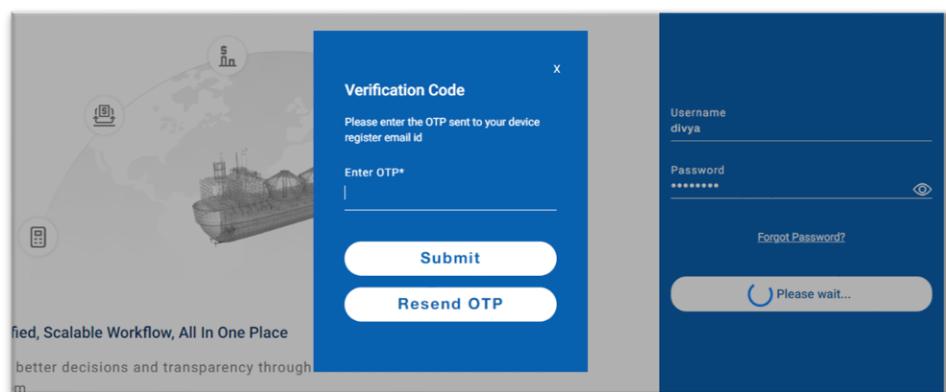 x
Verification Code
Please enter the OTP sent to your device
register email id
Enter OTP*
Submit
Resend OTP
Username
divya
Password
••••••••
Forgot Password?
Please wait...
fied, Scalable Workflow, All In One Place
better decisions and transparency through
m